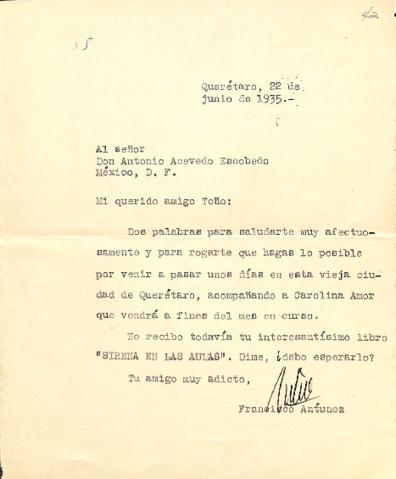 42
55
Querétaro, 22 de
junio de 1935.-
Al señor
Don Antonio Acevedo Escobedo
México, D. F.
Mi querido amigo Toño:
Dos palabras para saludarte muy afectuo-
samente y para rogarte que hagas lo posible
por venir a pasar unos días en esta vieja ciu-
dad de Querétaro, acompañando a Carolina Amor
que vendrá a fines del mes en curso.
No recibo todavía tu interesantísimo libro
"SIRENA EN LAS AULAS". Dime, ¿debo esperarlo?
Tu amigo muy adicto,
Francisco Antunez